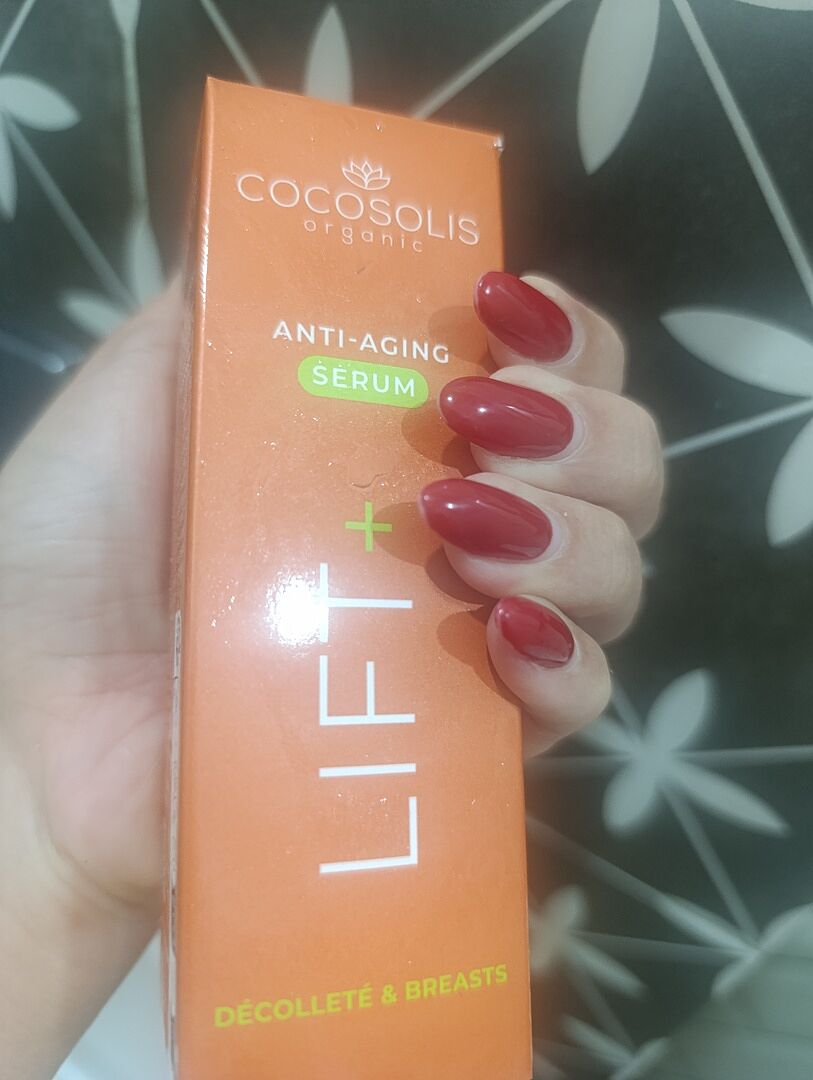 COCOSOLIS
organic
ANTI-AGING
SERUM
LIFT+
DÉCOLLETÉ & BREASTS